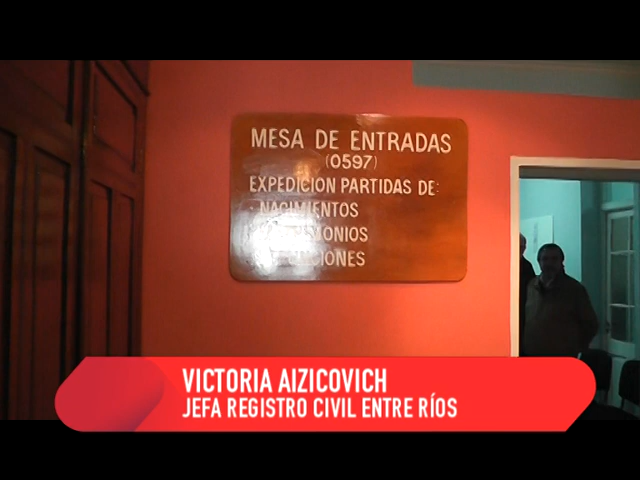 MESA DE ENTRADAS
(0597)
EXPEDICION PARTIDAS DE:
NACIMIENTOS
VICTORIA AIZICOVICH
JEFA REGISTRO CIVIL ENTRE RÍOS